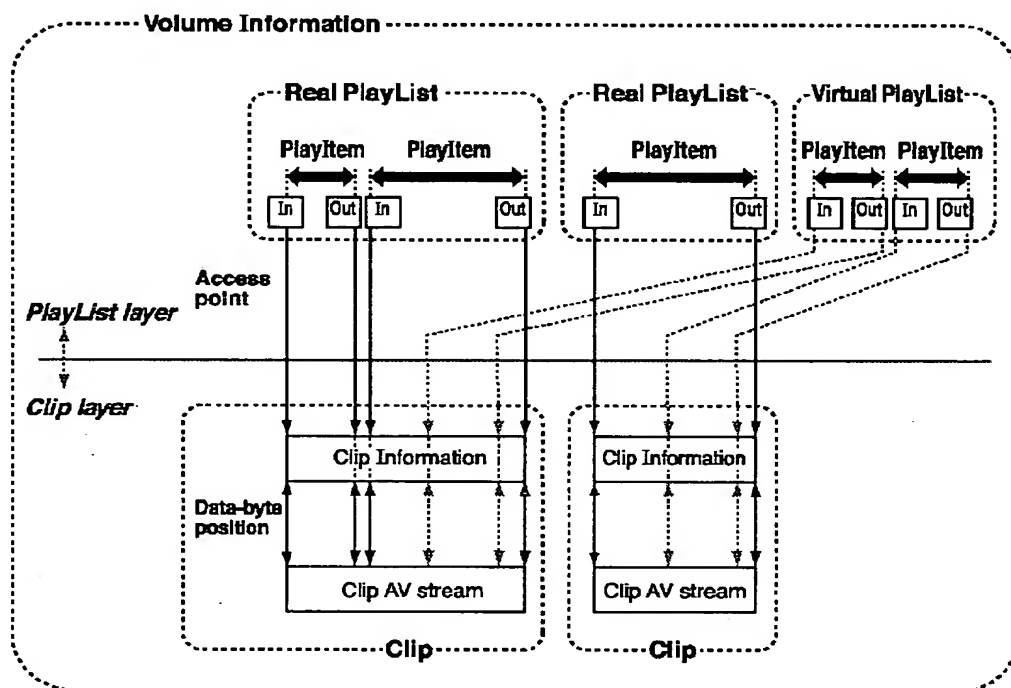 Volume Information
Real PlayList
Real PlayList
Virtual PlayList
PlayItem
PlayItem
PlayItem
PlayItem
PlayItem
In
Out
In
Out
In
Out
In
Out
In
Out
Access
point
PlayList layer
Clip layer
Clip Information
Clip Information
Data-byte
position
Clip AV stream
Clip AV stream
Clip
Clip